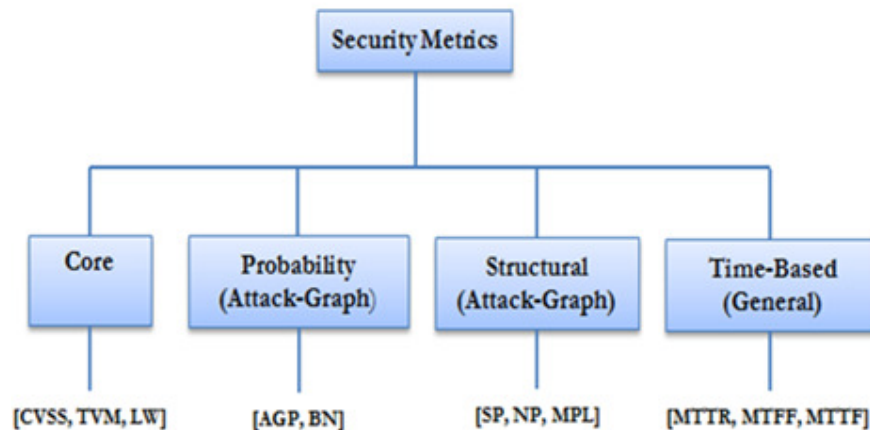 Security Metrics
Core
Probability
(Attack-Graph)
Structural
(Attack-Graph)
Time-Based
(General)
[CVSS, TVM, LW]
[AGP, BN]
[SP, NP, MPL]
[MTTR, MTFF, MTTF]